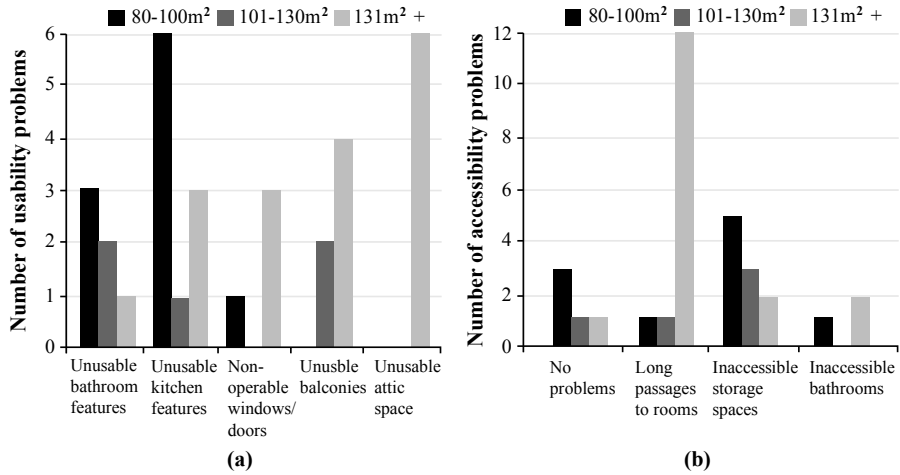 80-100m² 101-130m² 131m² +
Number of usability problems
6
5
4
3
2
1
0
Unusable bathroom features
Unusable kitchen features
Non-operable windows/doors
Unusble balconies
Unusable attic space
(a)
80-100m² 101-130m² 131m² +
Number of accessibility problems
12
10
8
6
4
2
0
No problems
Long passages to rooms
Inaccessible storage spaces
Inaccessible bathrooms
(b)